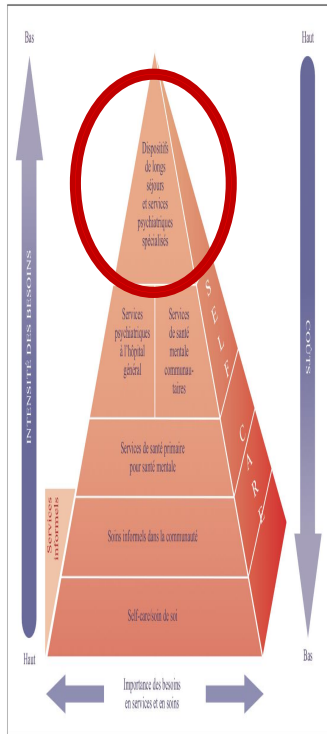 Bas
Haut
Dispositifs
de longs
séjours
et services
psychiatriques
spécialisés
INTENSITÉ DES BESOINS
COÛTS
Services
psychiatriques
à l'hôpital
général
Services
de santé
mentale
communau-
taires
SELF CARE
Services de santé primaire
pour santé mentale
Services
informels
Soins informels dans la communauté
Self-care/soin de soi
Haut
Bas
Importance des besoins
en services et en soins